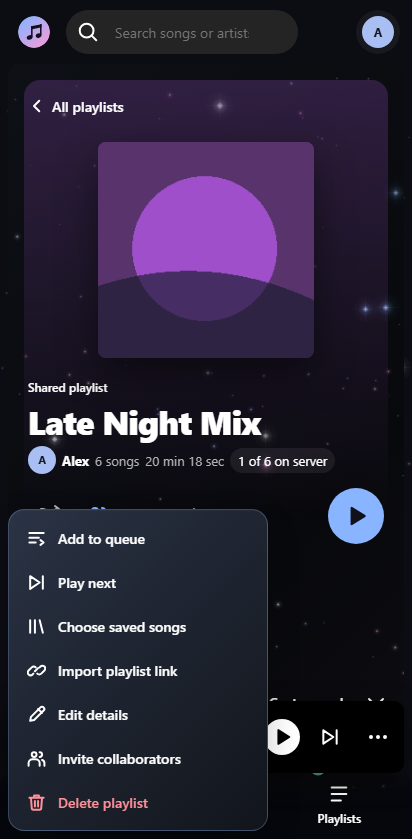 Search songs or artist
A
All playlists
Shared playlist
Late Night Mix
A Alex 6 songs 20 min 18 sec 1 of 6 on server
Add to queue
Play next
Choose saved songs
Import playlist link
Edit details
Invite collaborators
Delete playlist
Playlists